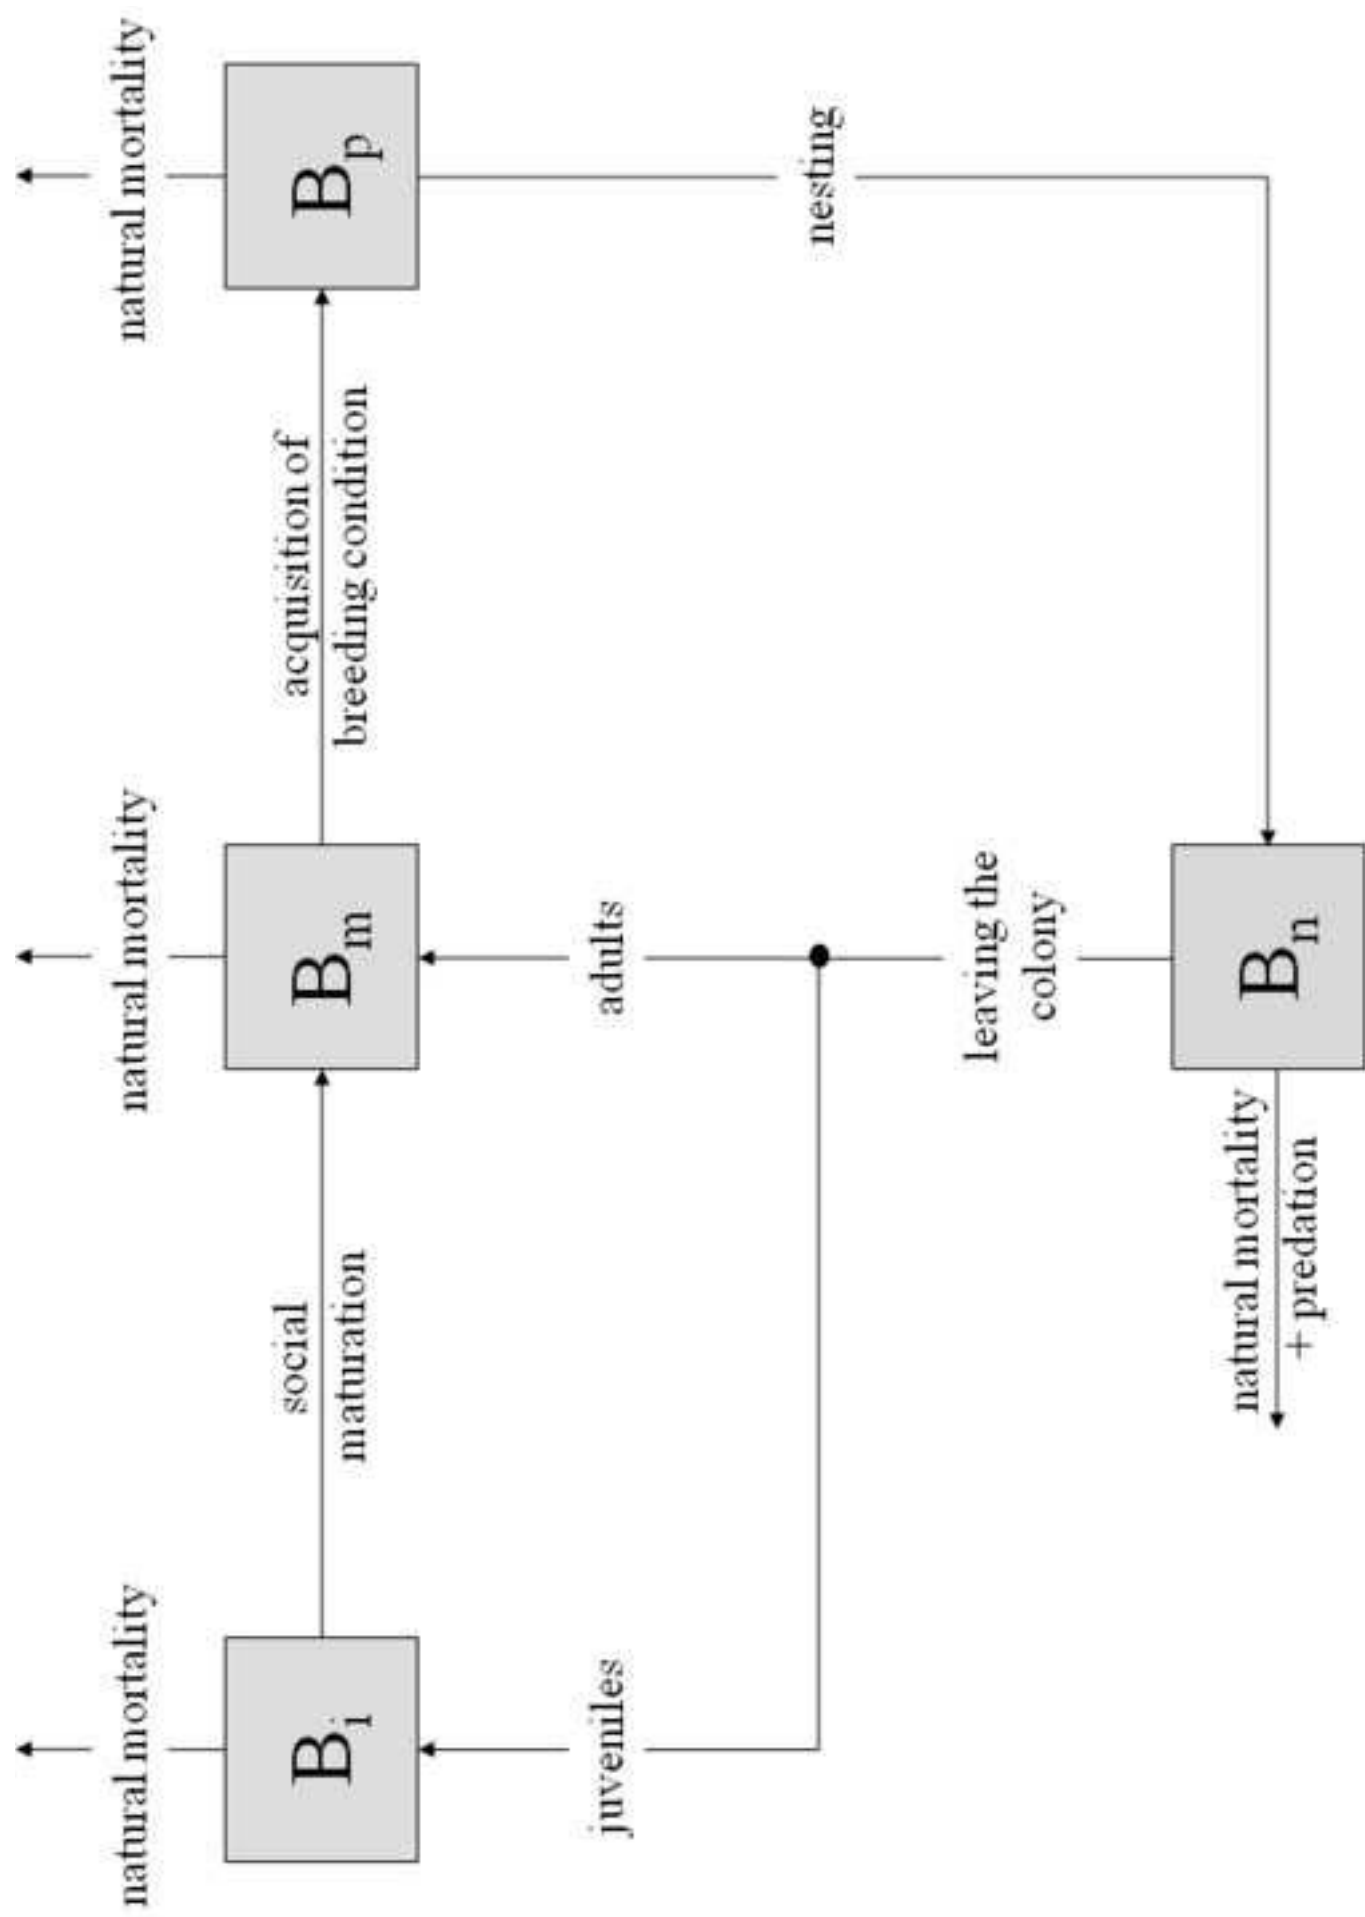 natural mortality
natural mortality
natural mortality
B_i
social
maturation
B_m
acquisition of
breeding condition
B_p
juveniles
adults
nesting
leaving the
colony
natural mortality
+ predation
B_n